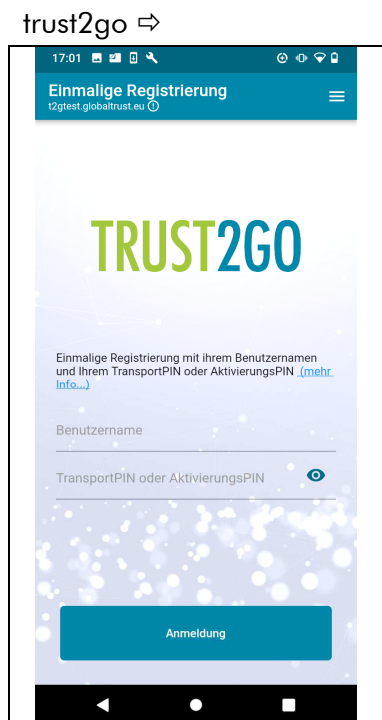 trust2go ⇨
17:01
Einmalige Registrierung
t2gtest.globaltrust.eu
TRUST2GO
Einmalige Registrierung mit ihrem Benutzernamen
und Ihrem TransportPIN oder AktivierungsPIN (mehr
Info...)
Benutzername
TransportPIN oder AktivierungsPIN
Anmeldung